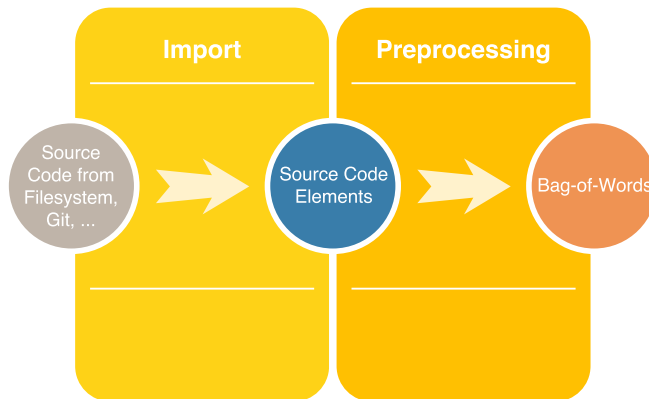 Import
Preprocessing
Source
Code from
Filesystem,
Git, ...
Source Code
Elements
Bag-of-Words